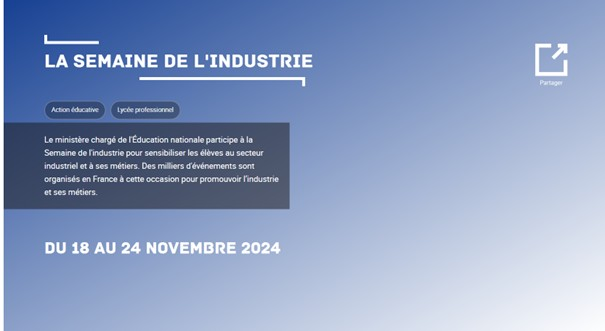 LA SEMAINE DE L'INDUSTRIE
Partager
Action éducative
Lycée professionnel
Le ministère chargé de l'Éducation nationale participe à la
Semaine de l'industrie pour sensibiliser les élèves au secteur
industriel et à ses métiers. Des milliers d'événements sont
organisés en France à cette occasion pour promouvoir l'industrie
et ses métiers.
DU 18 AU 24 NOVEMBRE 2024